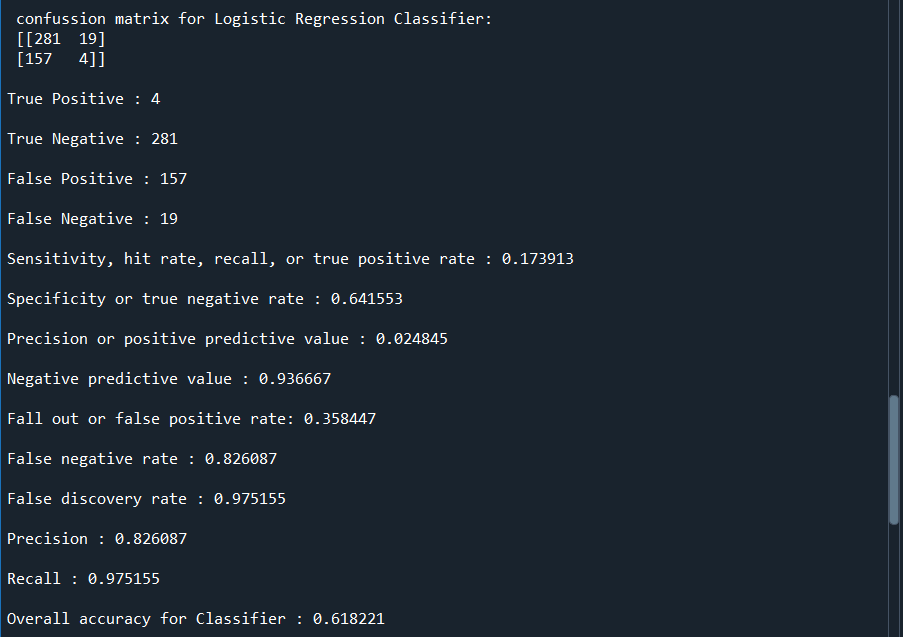 confussion matrix for Logistic Regression Classifier:
[[281 19]
[157 4]]
True Positive : 4
True Negative : 281
False Positive : 157
False Negative : 19
Sensitivity, hit rate, recall, or true positive rate : 0.173913
Specificity or true negative rate : 0.641553
Precision or positive predictive value : 0.024845
Negative predictive value : 0.936667
Fall out or false positive rate: 0.358447
False negative rate : 0.826087
False discovery rate : 0.975155
Precision : 0.826087
Recall : 0.975155
Overall accuracy for Classifier : 0.618221